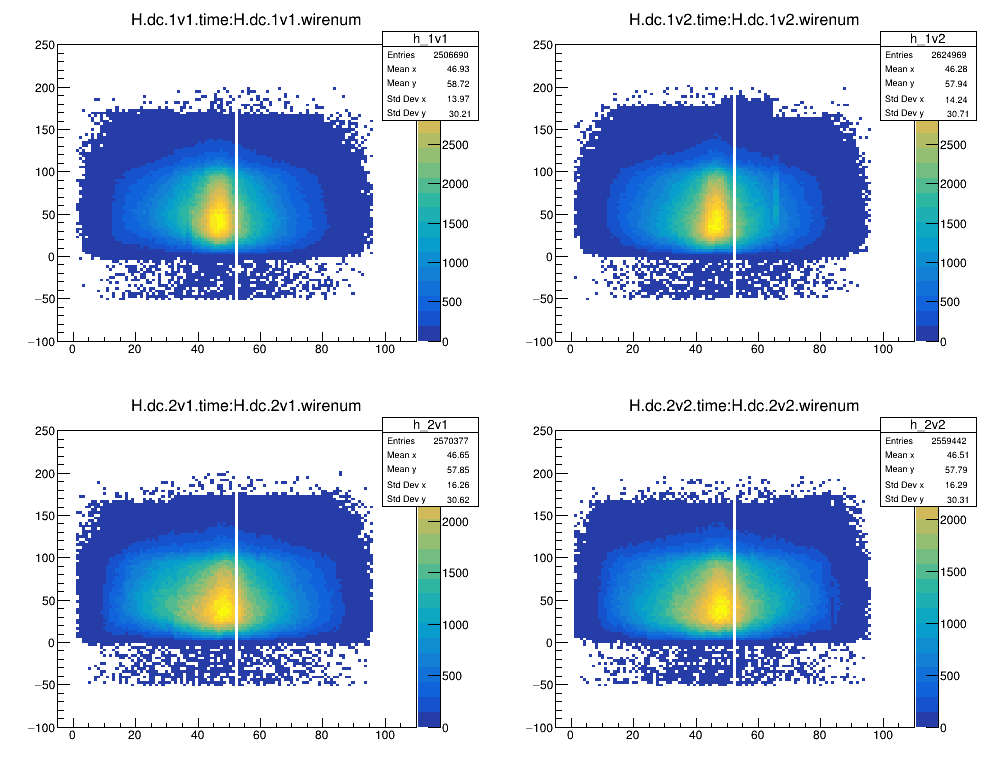 H.dc.1v1.time:H.dc.1v1.wirenum
h_1v1
Entries 2506690
Mean x 46.93
Mean y 58.72
Std Dev x 13.97
Std Dev y 30.21
250
200
150
100
50
0
−50
−100
0 20 40 60 80 100
2500
2000
1500
1000
500
0
H.dc.1v2.time:H.dc.1v2.wirenum
h_1v2
Entries 2624969
Mean x 46.28
Mean y 57.94
Std Dev x 14.24
Std Dev y 30.71
250
200
150
100
50
0
−50
−100
0 20 40 60 80 100
2500
2000
1500
1000
500
0
H.dc.2v1.time:H.dc.2v1.wirenum
h_2v1
Entries 2570377
Mean x 46.65
Mean y 57.85
Std Dev x 16.26
Std Dev y 30.62
250
200
150
100
50
0
−50
−100
0 20 40 60 80 100
2000
1500
1000
500
0
H.dc.2v2.time:H.dc.2v2.wirenum
h_2v2
Entries 2559442
Mean x 46.51
Mean y 57.79
Std Dev x 16.29
Std Dev y 30.31
250
200
150
100
50
0
−50
−100
0 20 40 60 80 100
2000
1500
1000
500
0